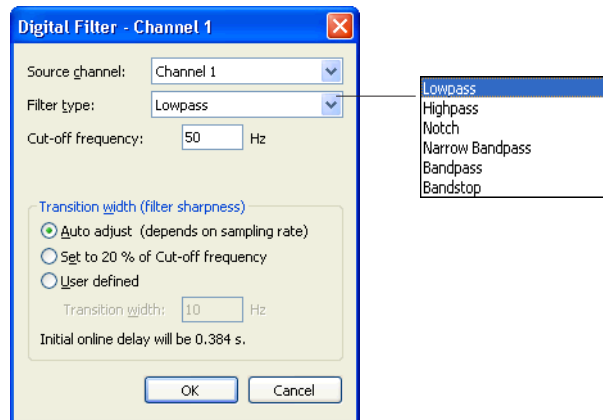 Digital Filter - Channel 1
Source channel: Channel 1
Filter type: Lowpass
Cut-off frequency: 50 Hz
Transition width (filter sharpness)
Auto adjust (depends on sampling rate)
Set to 20 % of Cut-off frequency
User defined
Transition width: 10 Hz
Initial online delay will be 0.384 s.
OK Cancel
Lowpass
Highpass
Notch
Narrow Bandpass
Bandpass
Bandstop